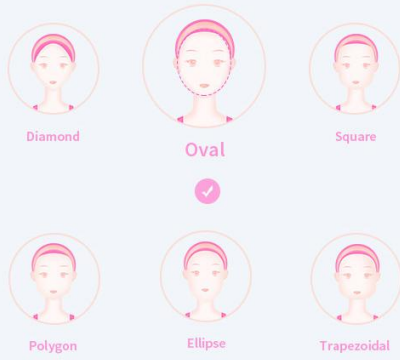 Diamond
Oval
Square
Polygon
Ellipse
Trapezoidal